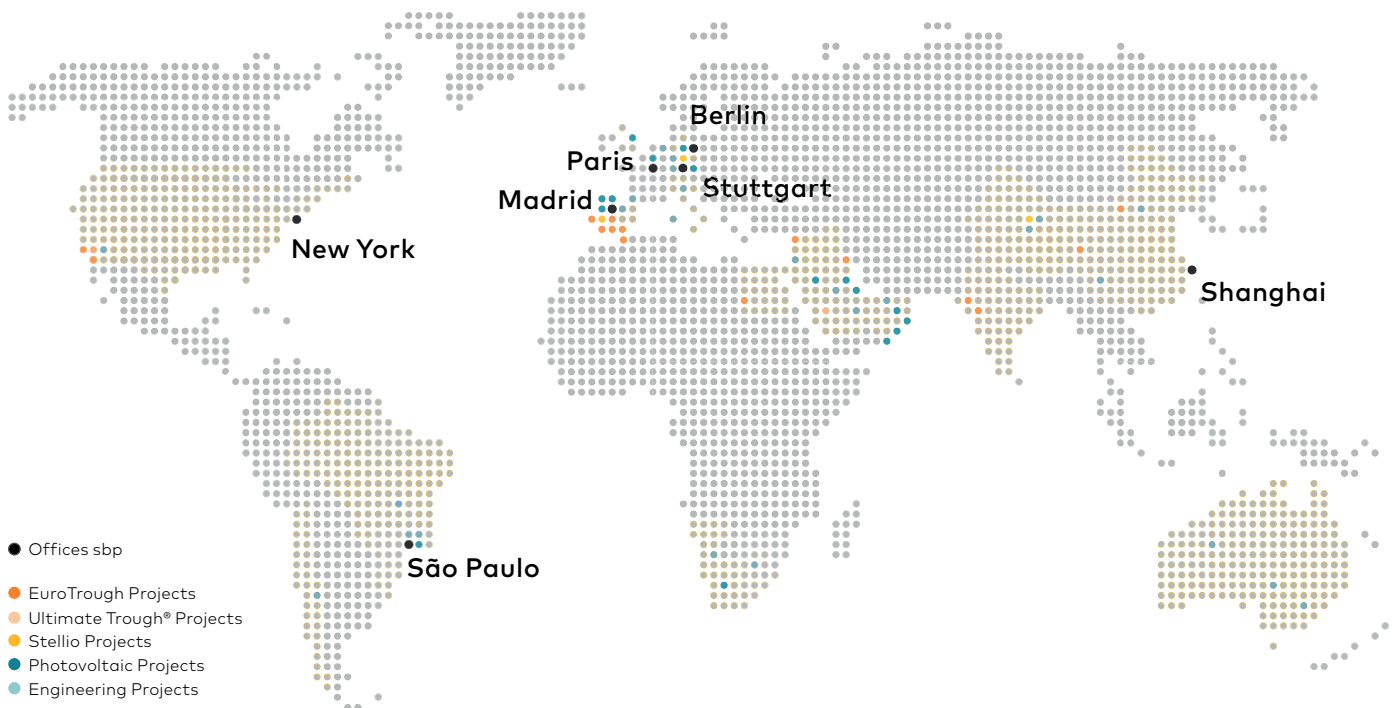 Berlin
Paris
Stuttgart
Madrid
New York
Shanghai
São Paulo
Offices sbp
EuroTrough Projects
Ultimate Trough® Projects
Stellio Projects
Photovoltaic Projects
Engineering Projects